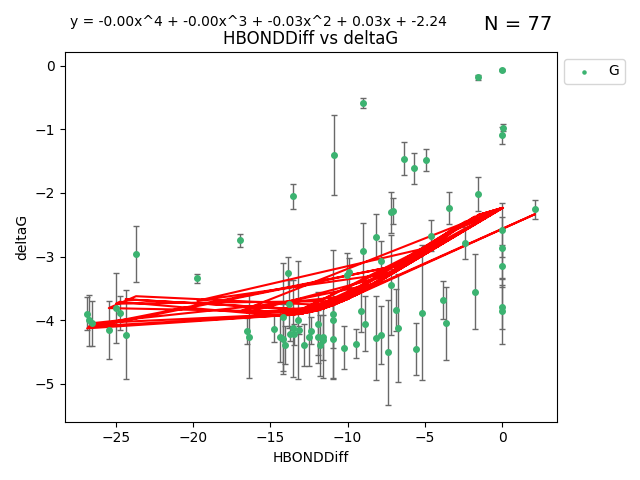 y = -0.00x^4 + -0.00x^3 + -0.03x^2 + 0.03x + -2.24
N = 77
HBONDDiff vs deltaG
G
deltaG
0
−1
−2
−3
−4
−5
−25 −20 −15 −10 −5 0
HBONDDiff